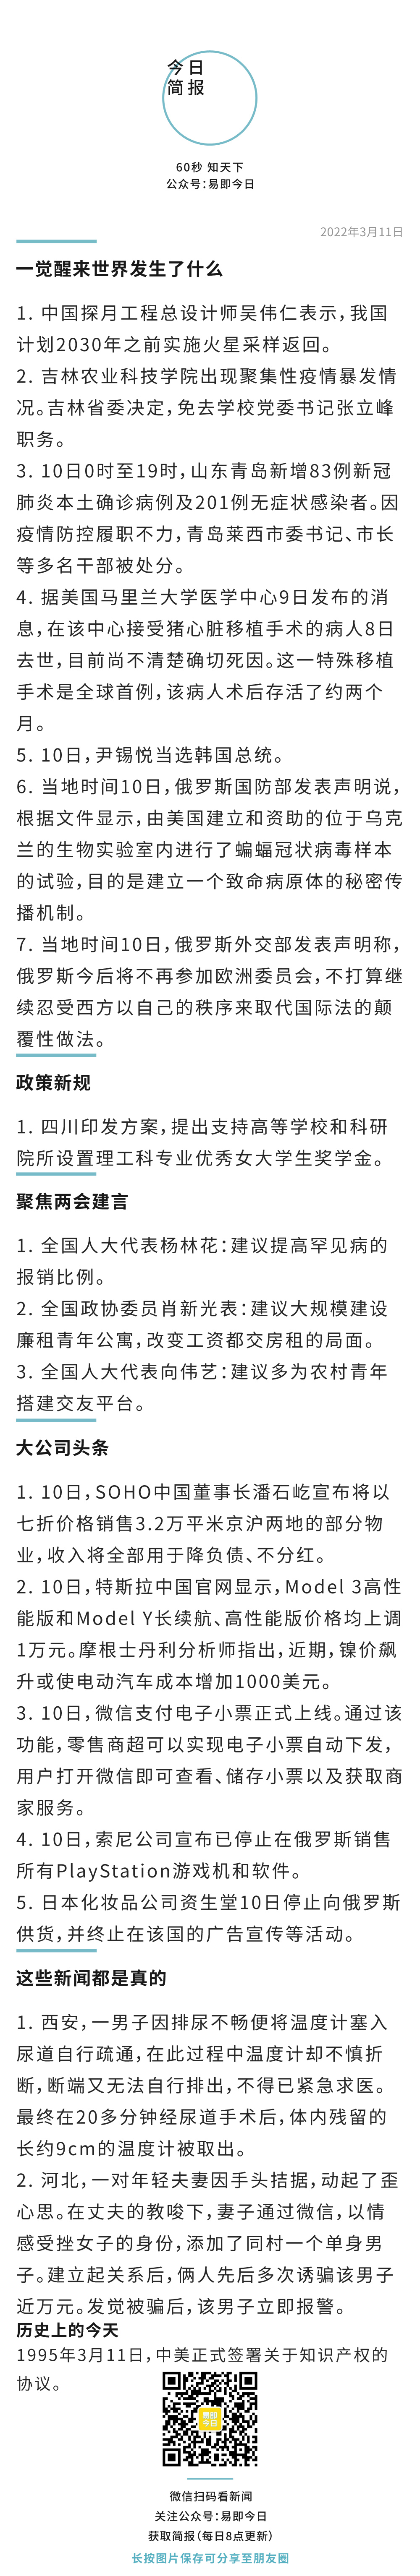 今日
简报
60秒 知天下
公众号：易即今日
2022年3月11日
一觉醒来世界发生了什么
1. 中国探月工程总设计师吴伟仁表示，我国
计划2030年之前实施火星采样返回。
2. 吉林农业科技学院出现聚集性疫情暴发情
况。吉林省委决定，免去学校党委书记张立峰
职务。
3. 10日0时至19时，山东青岛新增83例新冠
肺炎本土确诊病例及201例无症状感染者。因
疫情防控履职不力，青岛莱西市委书记、市长
等多名干部被处分。
4. 据美国马里兰大学医学中心9日发布的消
息，在该中心接受猪心脏移植手术的病人8日
去世，目前尚不清楚确切死因。这一特殊移植
手术是全球首例，该病人术后存活了约两个
月。
5. 10日，尹锡悦当选韩国总统。
6. 当地时间10日，俄罗斯国防部发表声明说，
根据文件显示，由美国建立和资助的位于乌克
兰的生物实验室内进行了蝙蝠冠状病毒样本
的试验，目的是建立一个致命病原体的秘密传
播机制。
7. 当地时间10日，俄罗斯外交部发表声明称，
俄罗斯今后将不再参加欧洲委员会，不打算继
续忍受西方以自己的秩序来取代国际法的颠
覆性做法。
政策新规
1. 四川印发方案，提出支持高等学校和科研
院所设置理工科专业优秀女大学生奖学金。
聚焦两会建言
1. 全国人大代表杨林花：建议提高罕见病的
报销比例。
2. 全国政协委员肖新光表：建议大规模建设
廉租青年公寓，改变工资都交房租的局面。
3. 全国人大代表向伟艺：建议多为农村青年
搭建交友平台。
大公司头条
1. 10日，SOHO中国董事长潘石屹宣布将以
七折价格销售3.2万平米京沪两地的部分物
业，收入将全部用于降负债、不分红。
2. 10日，特斯拉中国官网显示，Model 3高性
能版和Model Y长续航、高性能版价格均上调
1万元。摩根士丹利分析师指出，近期，镍价飙
升或使电动汽车成本增加1000美元。
3. 10日，微信支付电子小票正式上线。通过该
功能，零售商超可以实现电子小票自动下发，
用户打开微信即可查看、储存小票以及获取商
家服务。
4. 10日，索尼公司宣布已停止在俄罗斯销售
所有PlayStation游戏机和软件。
5. 日本化妆品公司资生堂10日停止向俄罗斯
供货，并终止在该国的广告宣传等活动。
这些新闻都是真的
1. 西安，一男子因排尿不畅便将温度计塞入
尿道自行疏通，在此过程中温度计却不慎折
断，断端又无法自行排出，不得已紧急求医。
最终在20多分钟经尿道手术后，体内残留的
长约9cm的温度计被取出。
2. 河北，一对年轻夫妻因手头拮据，动起了歪
心思。在丈夫的教唆下，妻子通过微信，以情
感受挫女子的身份，添加了同村一个单身男
子。建立起关系后，俩人先后多次诱骗该男子
近万元。发觉被骗后，该男子立即报警。
历史上的今天
1995年3月11日，中美正式签署关于知识产权的
协议。
易即
今日
微信扫码看新闻
关注公众号：易即今日
获取简报（每日8点更新）
长按图片保存可分享至朋友圈